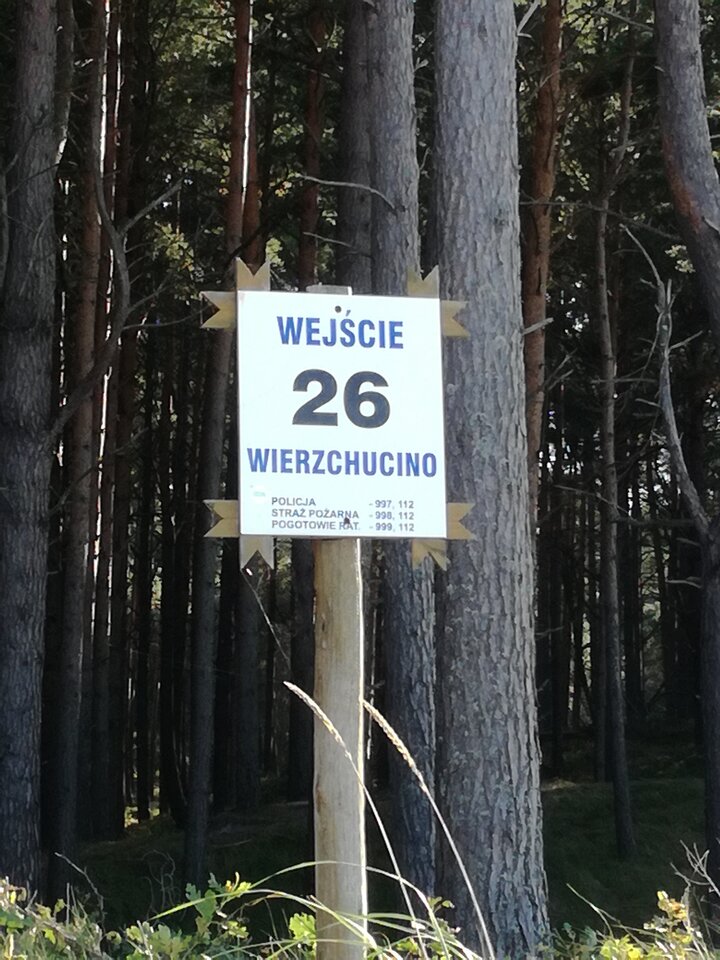 WEJŚCIE
26
WIERZCHUCINO
POLICJA - 997, 112
STRAŻ POŻARNA - 998, 112
POGOTOWIE RAT. - 999, 112